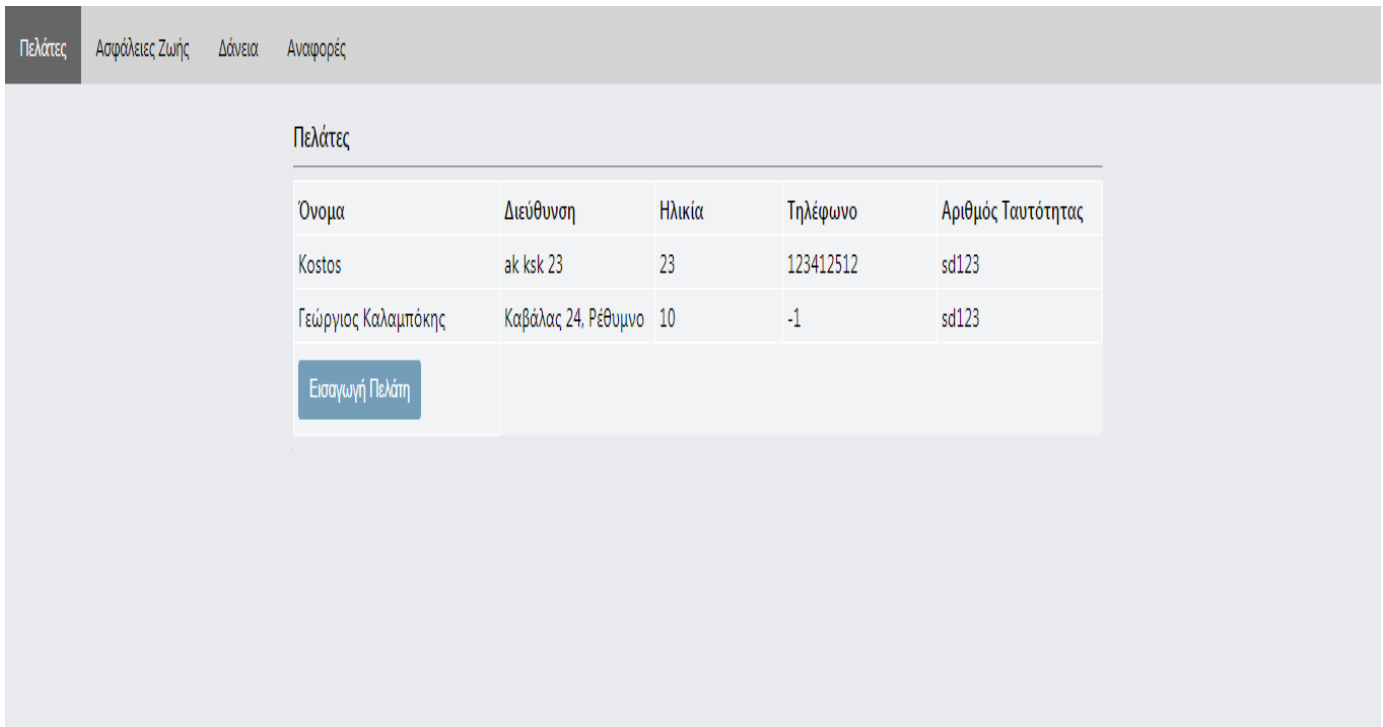 Πελάτες Ασφάλειες Ζωής Δάνεια Αναφορές
Πελάτες
Όνομα Διεύθυνση Ηλικία Τηλέφωνο Αριθμός Ταυτότητας
Kostos ak ksk 23 23 123412512 sd123
Γεώργιος Καλαμπόκης Καβάλας 24, Ρέθυμνο 10 -1 sd123
Εισαγωγή Πελάτη